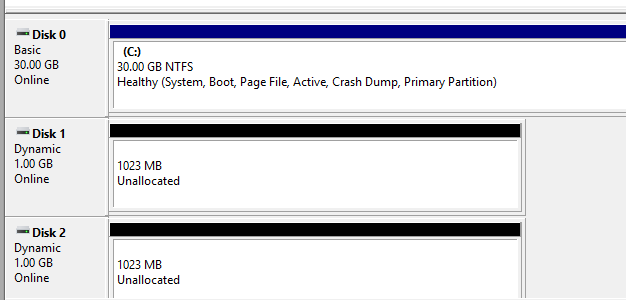 Disk 0
Basic
30.00 GB
Online
(C:)
30.00 GB NTFS
Healthy (System, Boot, Page File, Active, Crash Dump, Primary Partition)
Disk 1
Dynamic
1.00 GB
Online
1023 MB
Unallocated
Disk 2
Dynamic
1.00 GB
Online
1023 MB
Unallocated